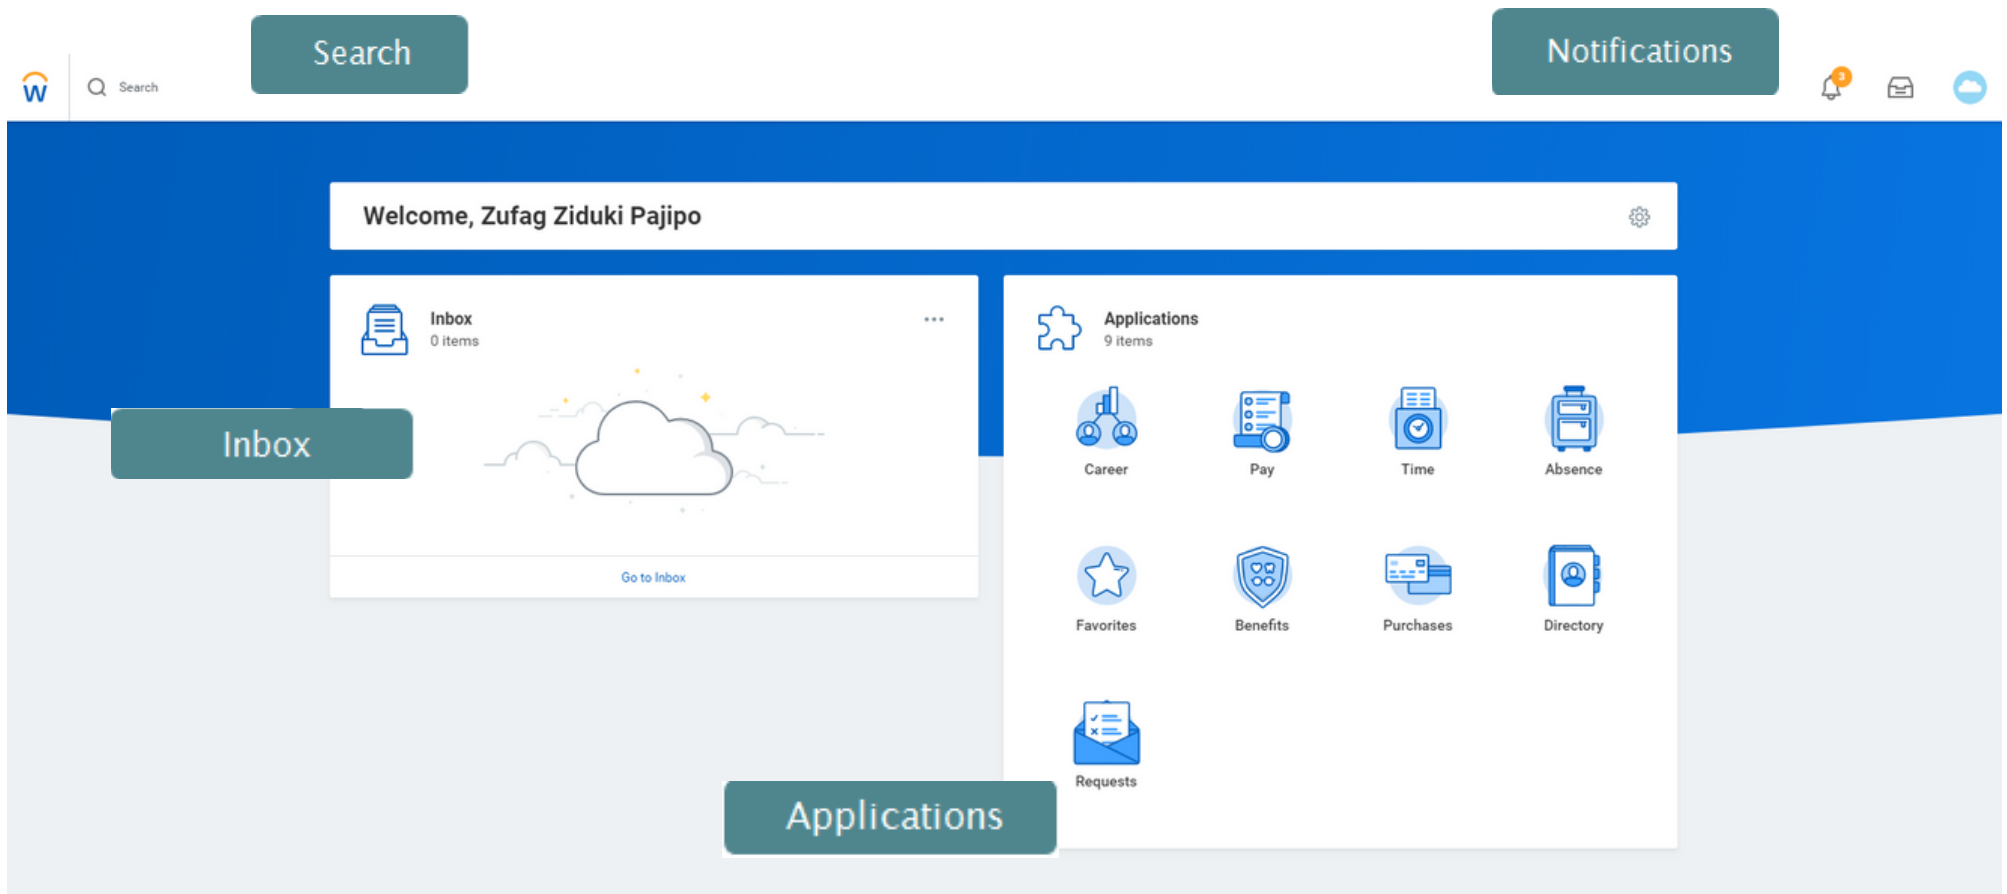 Search
Notifications
W
Search
3
Welcome, Zufag Ziduki Pajipo
Inbox
0 items
Applications
9 items
Career
Pay
Time
Absence
Inbox
Go to Inbox
Favorites
Benefits
Purchases
Directory
Requests
Applications